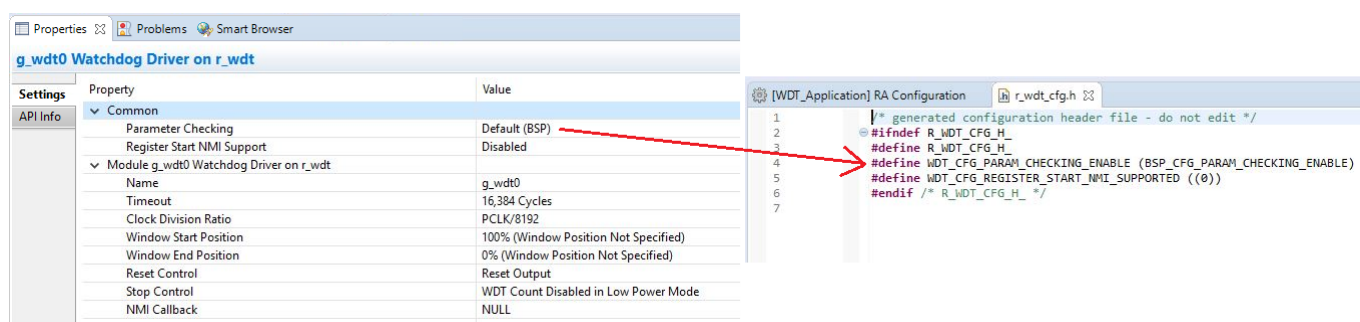 Properties Problems Smart Browser
g_wdt0 Watchdog Driver on r_wdt
Settings
API Info
Property Value
Common
Parameter Checking Default (BSP)
Register Start NMI Support Disabled
Module g_wdt0 Watchdog Driver on r_wdt
Name g_wdt0
Timeout 16,384 Cycles
Clock Division Ratio PCLK/8192
Window Start Position 100% (Window Position Not Specified)
Window End Position 0% (Window Position Not Specified)
Reset Control Reset Output
Stop Control WDT Count Disabled in Low Power Mode
NMI Callback NULL
[WDT_Application] RA Configuration r_wdt_cfg.h
1 /* generated configuration header file - do not edit */
2 #ifndef R_WDT_CFG_H_
3 #define R_WDT_CFG_H_
4 #define WDT_CFG_PARAM_CHECKING_ENABLE (BSP_CFG_PARAM_CHECKING_ENABLE)
5 #define WDT_CFG_REGISTER_START_NMI_SUPPORTED ((0))
6 #endif /* R_WDT_CFG_H_ */
7